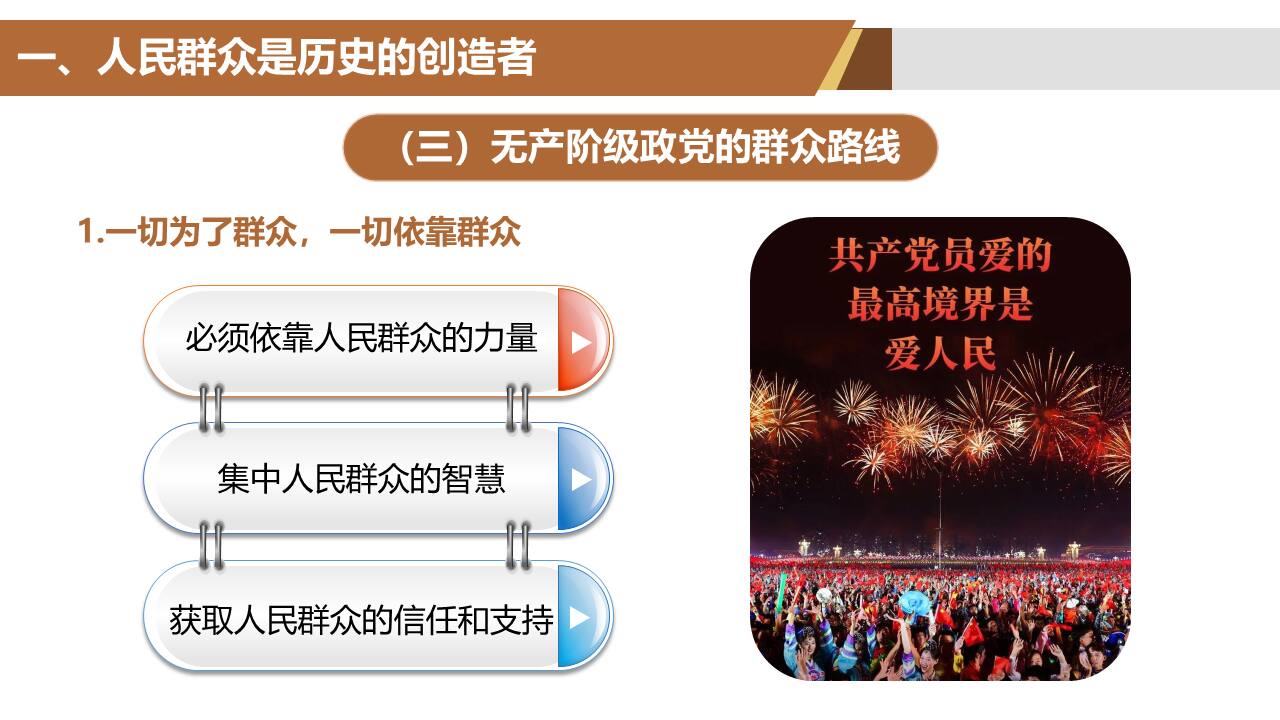 一、人民群众是历史的创造者
（三）无产阶级政党的群众路线
1.一切为了群众，一切依靠群众
必须依靠人民群众的力量
集中人民群众的智慧
获取人民群众的信任和支持
共产党员爱的
最高境界是
爱人民